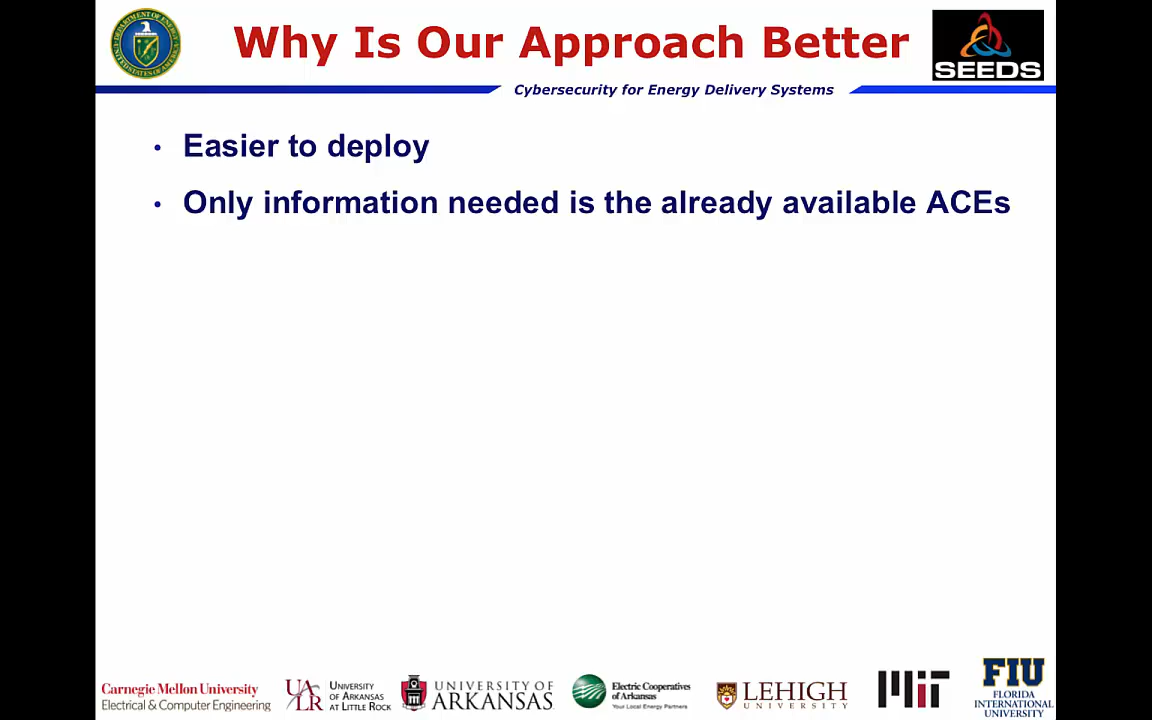 Why Is Our Approach Better
SEEDS
Cybersecurity for Energy Delivery Systems
• Easier to deploy
• Only information needed is the already available ACEs
Carnegie Mellon University
Electrical & Computer Engineering
UALR
UNIVERSITY
OF ARKANSAS
AT LITTLE ROCK
UNIVERSITY OF
ARKANSAS
Electric Cooperatives
of Arkansas
Your Local Energy Partners
LEHIGH
UNIVERSITY
MIT
FIU
FLORIDA
INTERNATIONAL
UNIVERSITY